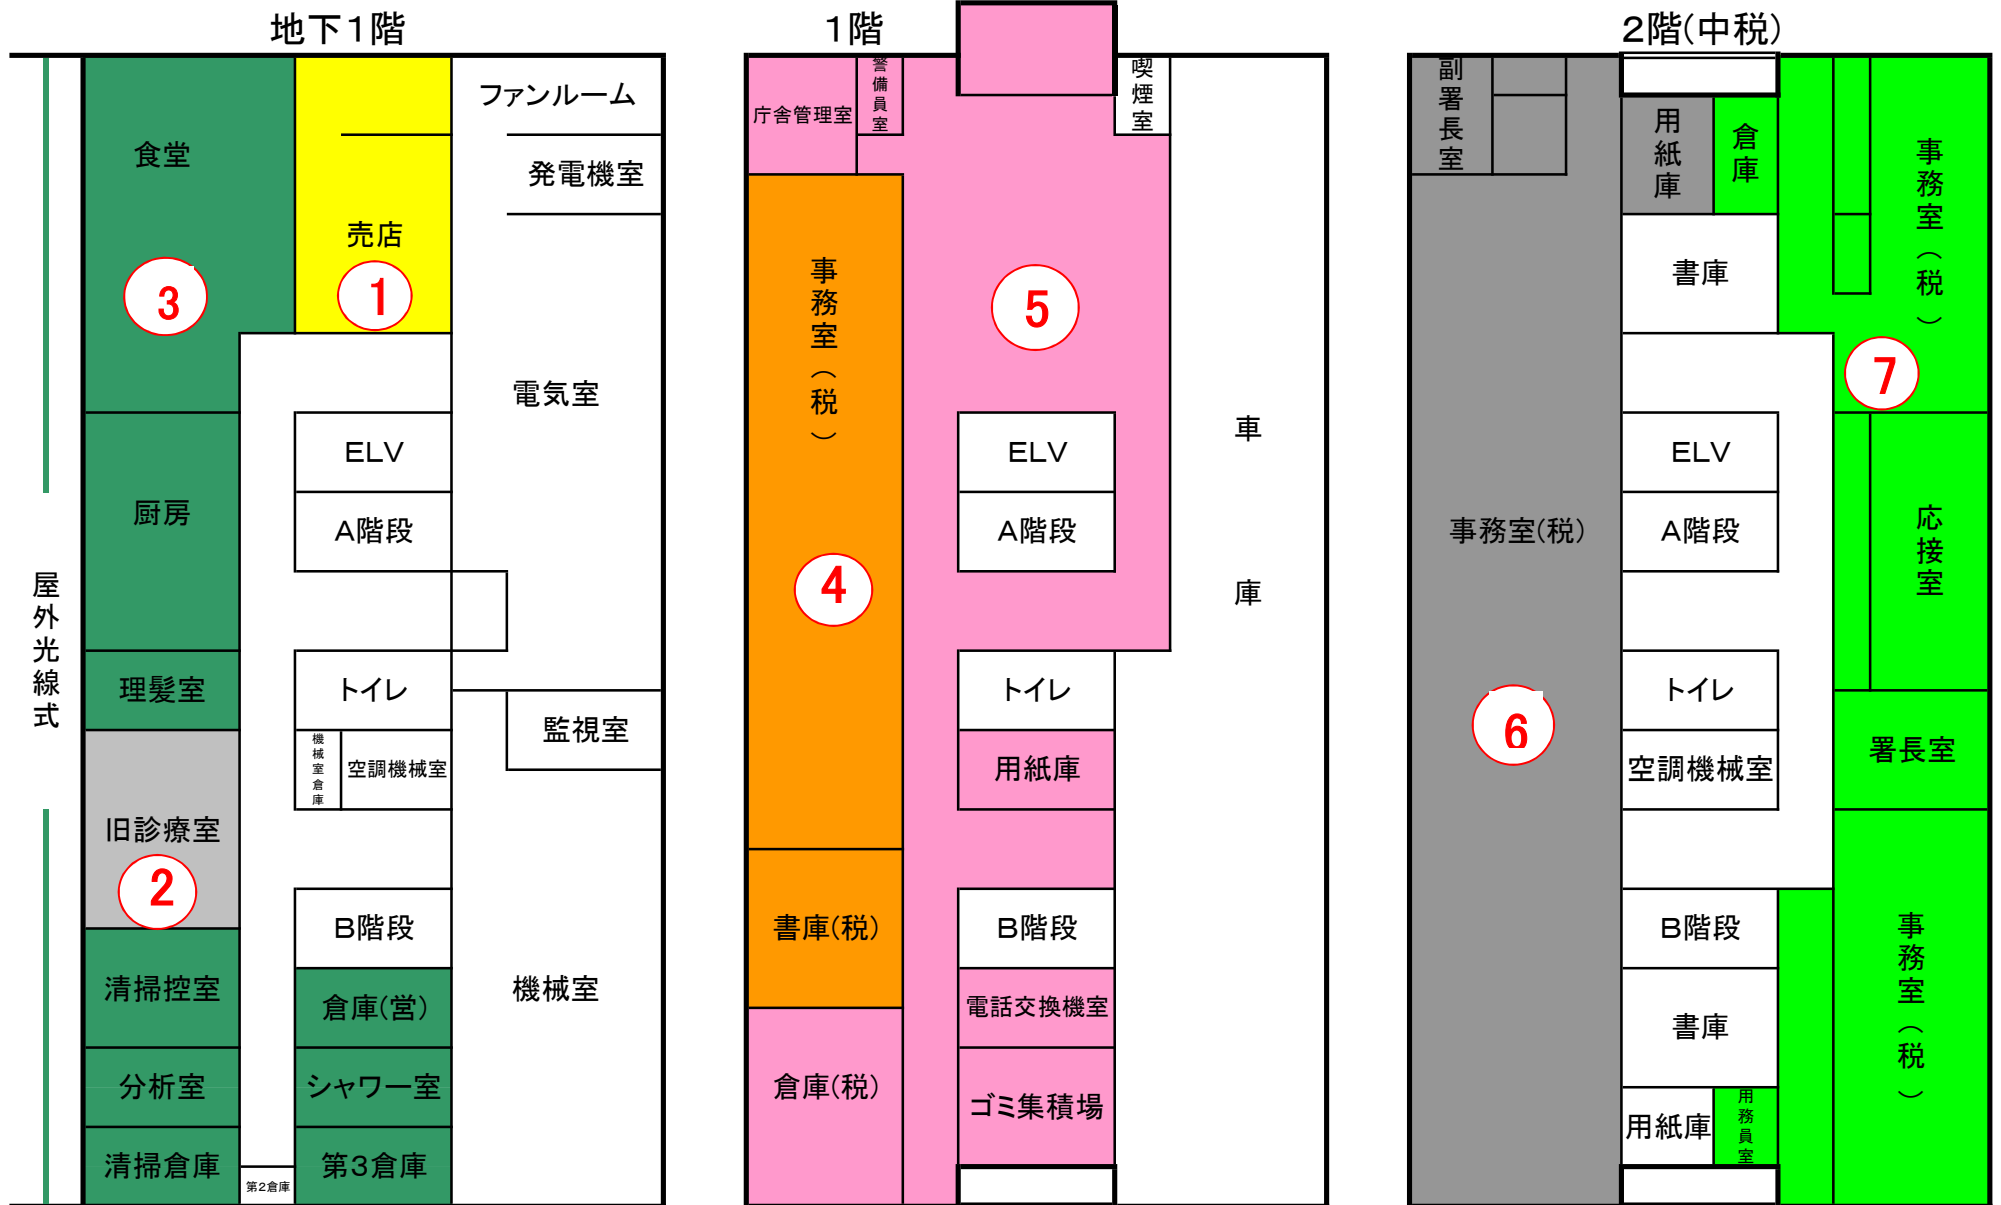 地下1階
ファンルーム
食堂
発電機室
売店
3
1
電気室
ELV
厨房
A階段
屋外光線式
理髪室
トイレ
監視室
機械室倉庫
空調機械室
旧診療室
2
B階段
清掃控室
倉庫(営)
機械室
分析室
シャワー室
清掃倉庫
第2倉庫
第3倉庫
1階
庁舎管理室
警備員室
喫煙室
事務室(税)
5
車庫
ELV
A階段
4
トイレ
用紙庫
書庫(税)
B階段
電話交換機室
倉庫(税)
ゴミ集積場
2階(中税)
副署長室
用紙庫
倉庫
事務室(税)
書庫
7
ELV
事務室(税)
A階段
応接室
トイレ
6
空調機械室
署長室
B階段
事務室(税)
書庫
用紙庫
用務員室